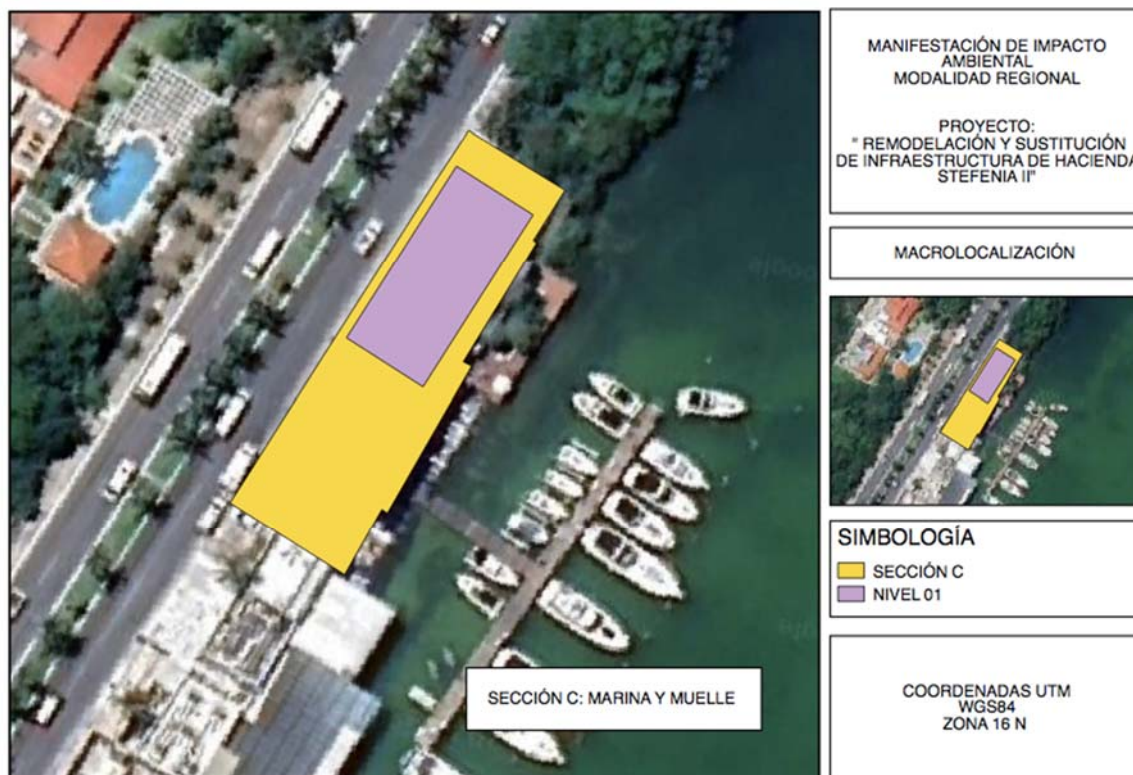 MANIFESTACIÓN DE IMPACTO
AMBIENTAL
MODALIDAD REGIONAL
PROYECTO:
" REMODELACIÓN Y SUSTITUCIÓN
DE INFRAESTRUCTURA DE HACIENDA
STEFENIA II"
MACROLOCALIZACIÓN
SIMBOLOGÍA
SECCIÓN C
NIVEL 01
SECCIÓN C: MARINA Y MUELLE
COORDENADAS UTM
WGS84
ZONA 16 N